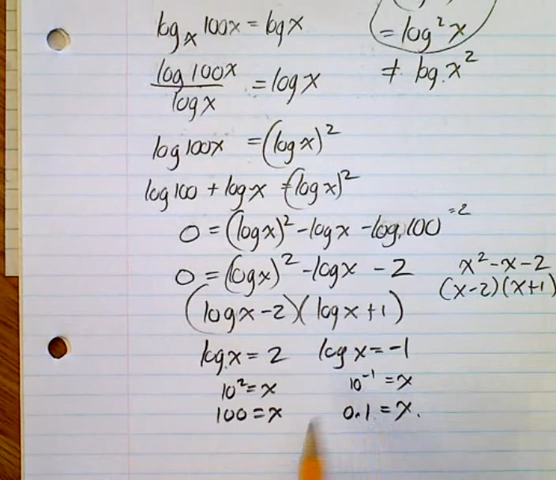 logₓ 100x = log x
= log² x
≠ log x²
log 100x / log x = log x
log 100x = (log x)²
log 100 + log x = (log x)²
0 = (log x)² - log x - log 100 = 2
0 = (log x)² - log x - 2
x² - x - 2
(x-2)(x+1)
(log x - 2)(log x + 1)
log x = 2 log x = -1
10² = x 10⁻¹ = x
100 = x 0.1 = x.